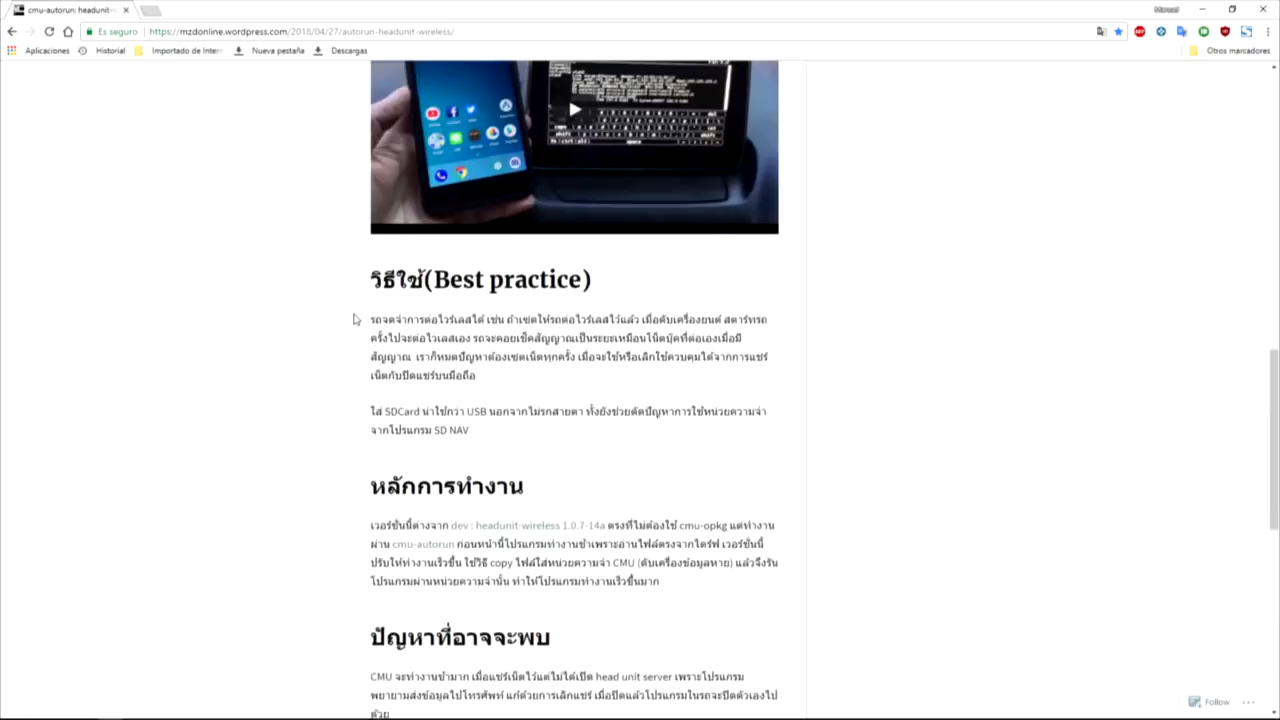 cmu-autorun: headunit-
Manuel
Es seguro
https://mzdonline.wordpress.com/2018/04/27/autorun-headunit-wireless/
Aplicaciones
Historial
Importado de Inter
Nueva pestaña
Descargas
Otros marcadores
วิธีใช้(Best practice)
รถจดจำการต่อไวร์เลสได้ เช่น ถ้าเซตให้รถต่อไวร์เลสไว้แล้ว เมื่อดับเครื่องยนต์ สตาร์ทรถ
ครั้งไปจะต่อไวเลสเอง รถจะคอยเช็คสัญญาณเป็นระยะเหมือนโน็ตบุ๊คที่ต่อเองเมื่อมี
สัญญาณ เราก็หมดปัญหาต้องเซตเน็ตทุกครั้ง เมื่อจะใช้หรือเลิกใช้ควบคุมได้จากการแชร์
เน็ตกับปิดแชร์บนมือถือ
ใส่ SDCard น่าใช้กว่า USB นอกจากไม่รกสายตา ทั้งยังช่วยตัดปัญหาการใช้หน่วยความจำ
จากโปรแกรม SD NAV
หลักการทำงาน
เวอร์ชั่นนี้ต่างจาก dev : headunit-wireless 1.0.7-14a ตรงที่ไม่ต้องใช้ cmu-opkg แต่ทำงาน
ผ่าน cmu-autorun ก่อนหน้านี้โปรแกรมทำงานช้าเพราะอ่านไฟล์ตรงจากไดร์ฟ เวอร์ชั่นนี้
ปรับให้ทำงานเร็วขึ้น ใช้วิธี copy ไฟล์ใส่หน่วยความจำ CMU (ดับเครื่องข้อมูลหาย) แล้วจึงรัน
โปรแกรมผ่านหน่วยความจำนั้น ทำให้โปรแกรมทำงานเร็วขึ้นมาก
ปัญหาที่อาจจะพบ
CMU จะทำงานช้ามาก เมื่อแชร์เน็ตไว้แต่ไม่ได้เปิด head unit server เพราะโปรแกรม
พยายามส่งข้อมูลไปโทรศัพท์ แก้ด้วยการเลิกแชร์ เมื่อปิดแล้วโปรแกรมในรถจะปิดตัวเองไป
ด้วย
Follow